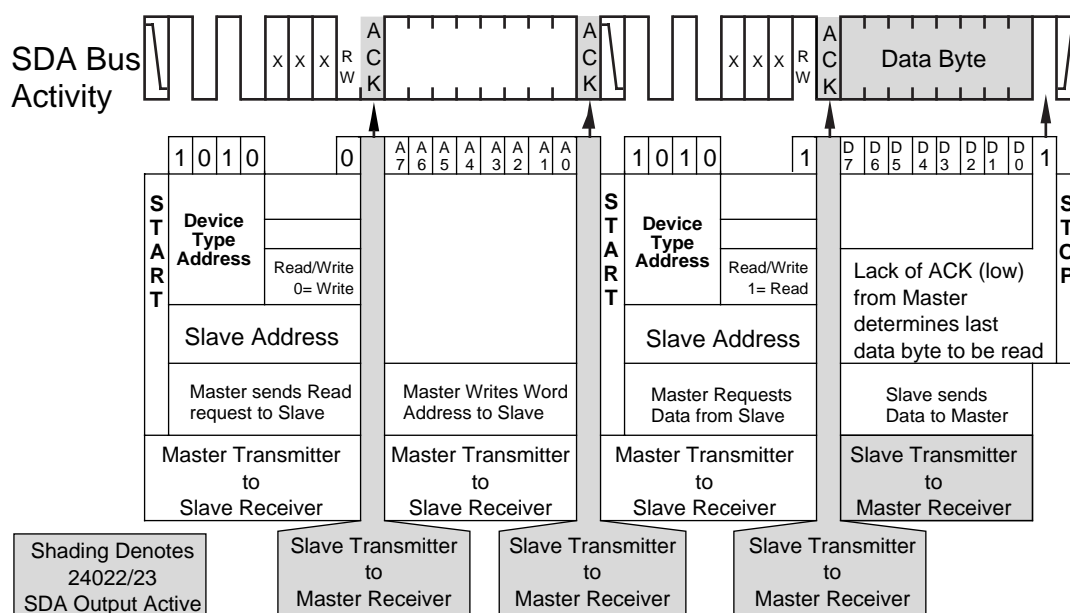 SDA Bus
Activity
X X X R W
ACK
ACK
X X X R W
ACK
Data Byte
1 0 1 0
0
A7 A6 A5 A4 A3 A2 A1 A0
1 0 1 0
1
D7 D6 D5 D4 D3 D2 D1 D0
1
START
Device
Type
Address
Read/Write
0= Write
Slave Address
Master sends Read
request to Slave
Master Transmitter
to
Slave Receiver
Master Writes Word
Address to Slave
Master Transmitter
to
Slave Receiver
START
Device
Type
Address
Read/Write
1= Read
Slave Address
Master Requests
Data from Slave
Master Transmitter
to
Slave Receiver
Lack of ACK (low)
from Master
determines last
data byte to be read
Slave sends
Data to Master
Slave Transmitter
to
Master Receiver
STOP
Shading Denotes
24022/23
SDA Output Active
Slave Transmitter
to
Master Receiver
Slave Transmitter
to
Master Receiver
Slave Transmitter
to
Master Receiver